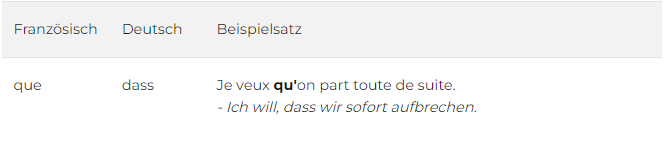 Französisch Deutsch Beispielsatz
que dass Je veux qu'on part toute de suite.
- Ich will, dass wir sofort aufbrechen.